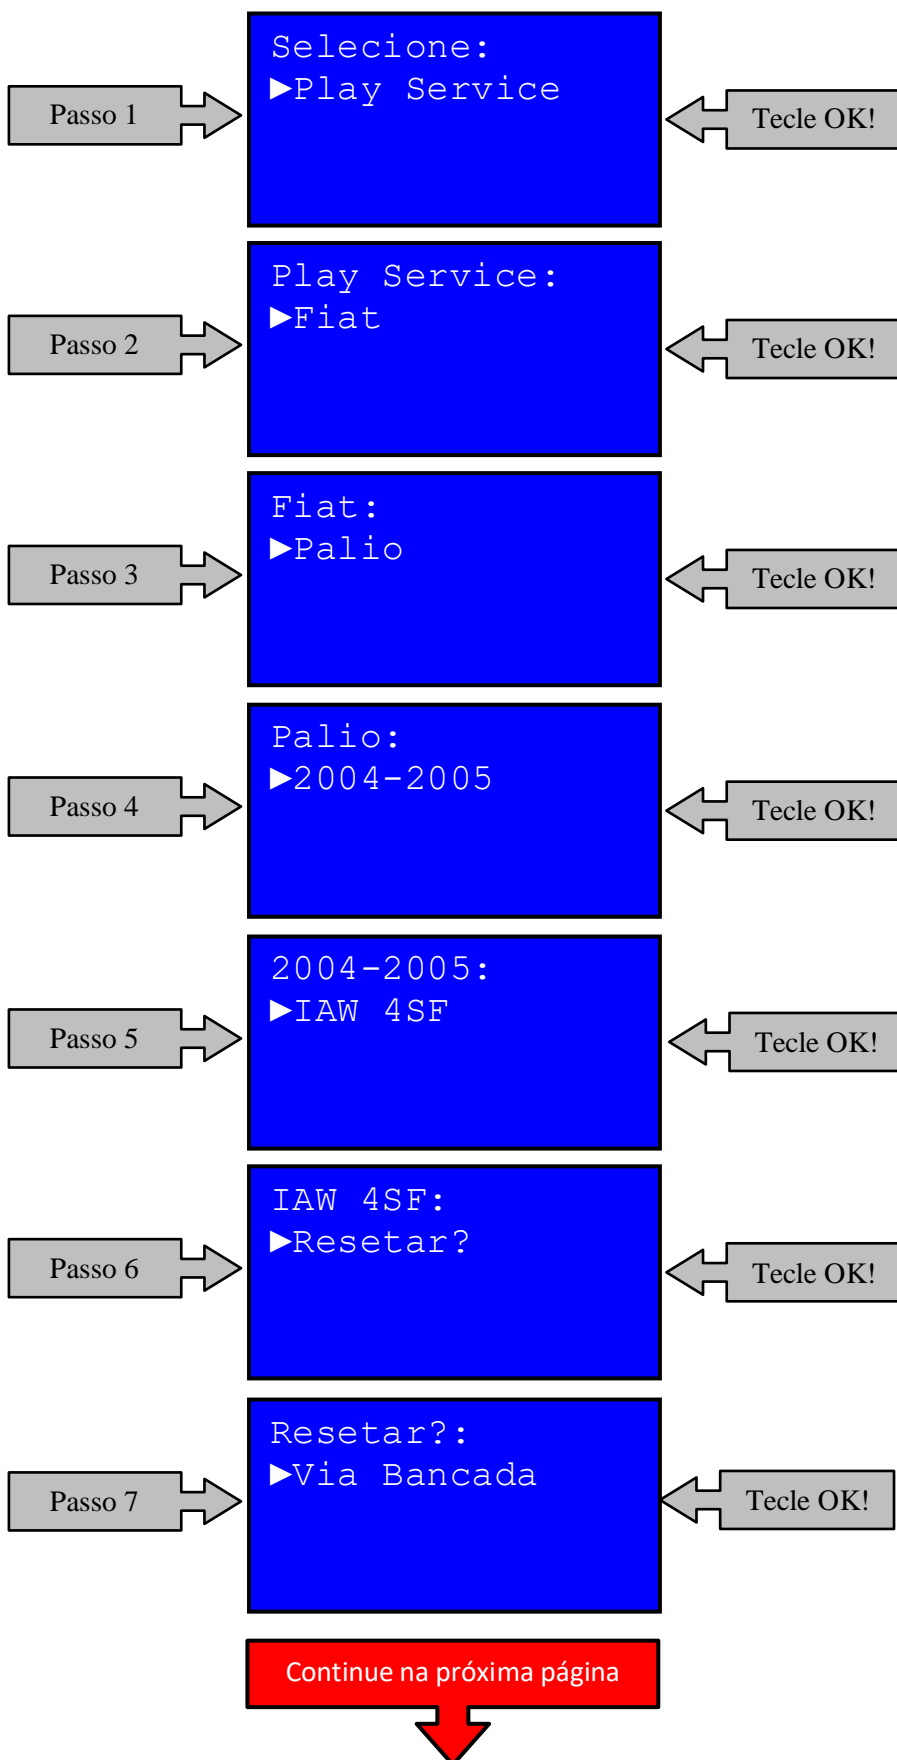 Selecione:
►Play Service
Passo 1
Tecle OK!
Play Service:
►Fiat
Passo 2
Tecle OK!
Fiat:
►Palio
Passo 3
Tecle OK!
Palio:
►2004-2005
Passo 4
Tecle OK!
2004-2005:
►IAW 4SF
Passo 5
Tecle OK!
IAW 4SF:
►Resetar?
Passo 6
Tecle OK!
Resetar?:
►Via Bancada
Passo 7
Tecle OK!
Continue na próxima página